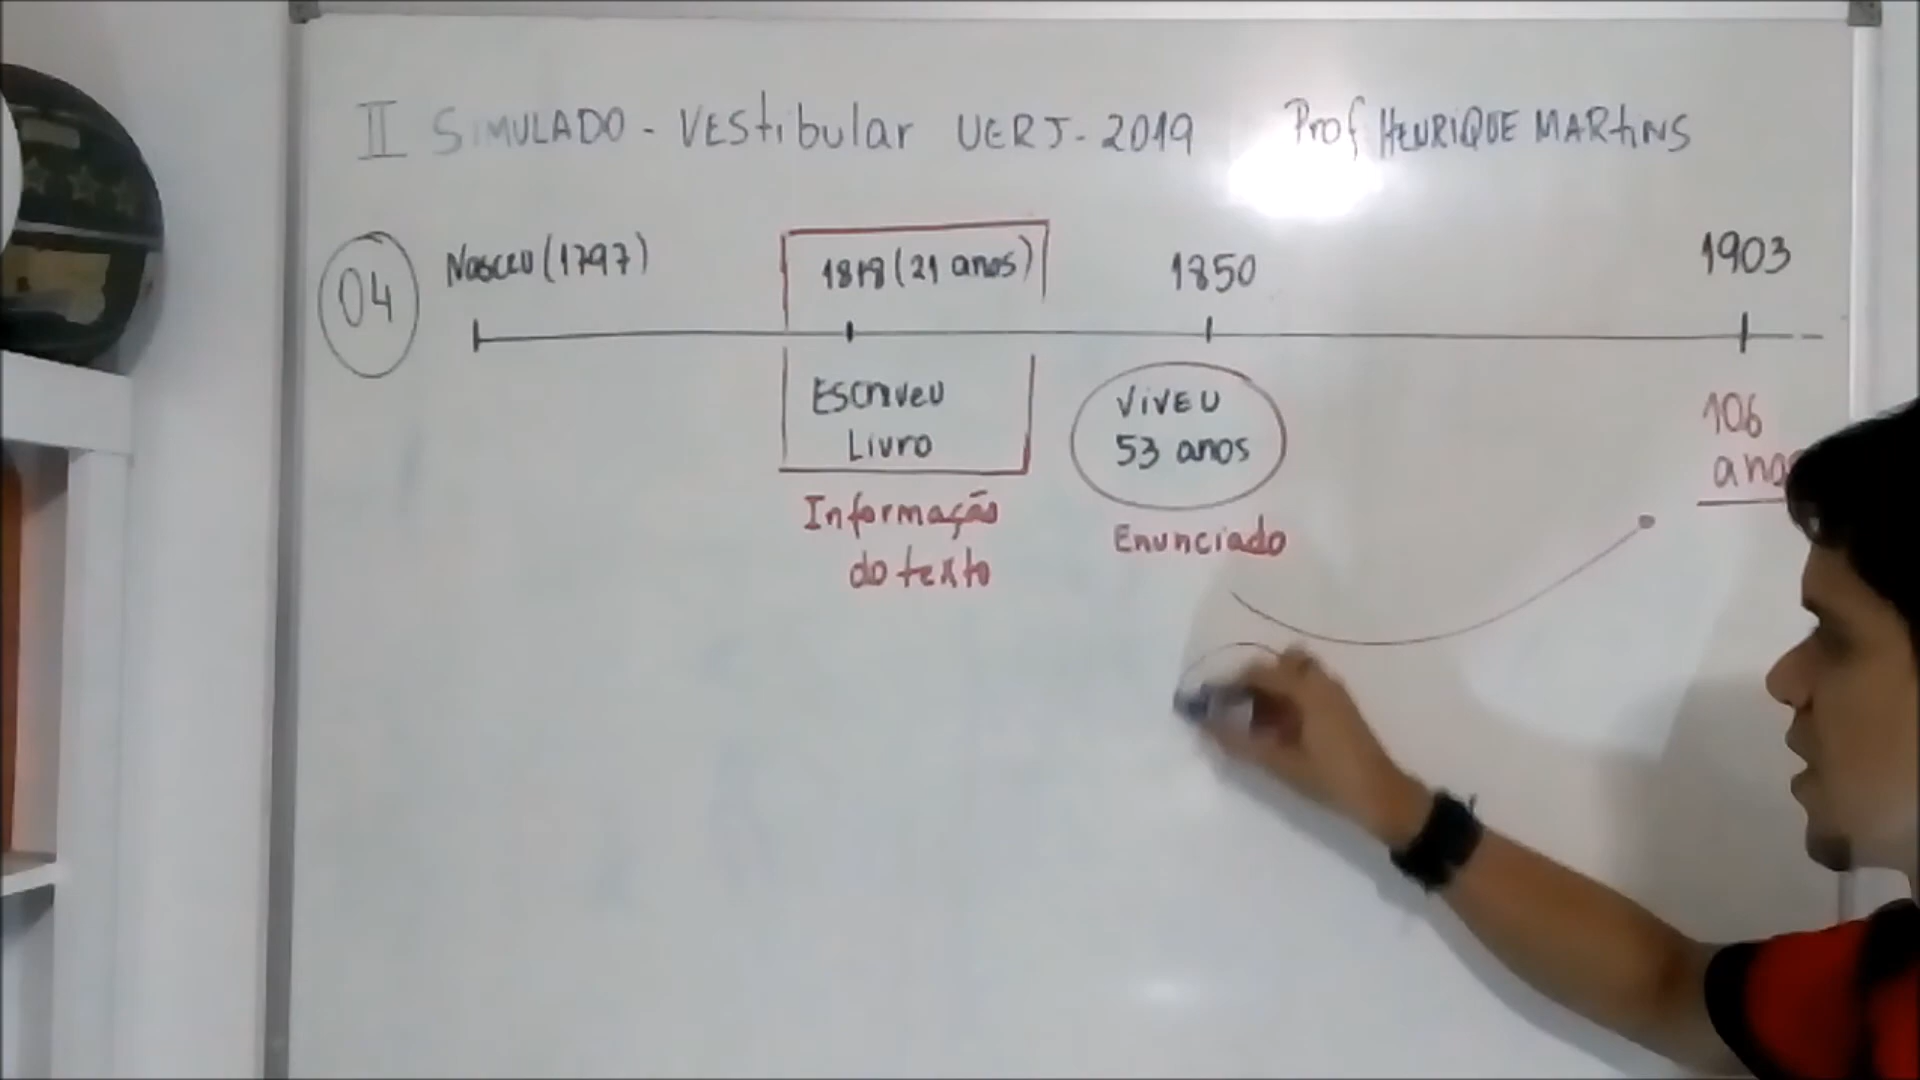 II SIMULADO - VEStibular UERJ - 2019 Prof HENRIQUE MARtiNS
04
Nasceu (1797)
1818 (21 anos)
1850
1903
Escreveu
Livro
ViVEU
53 anos
106
anos
Informação
do texto
Enunciado